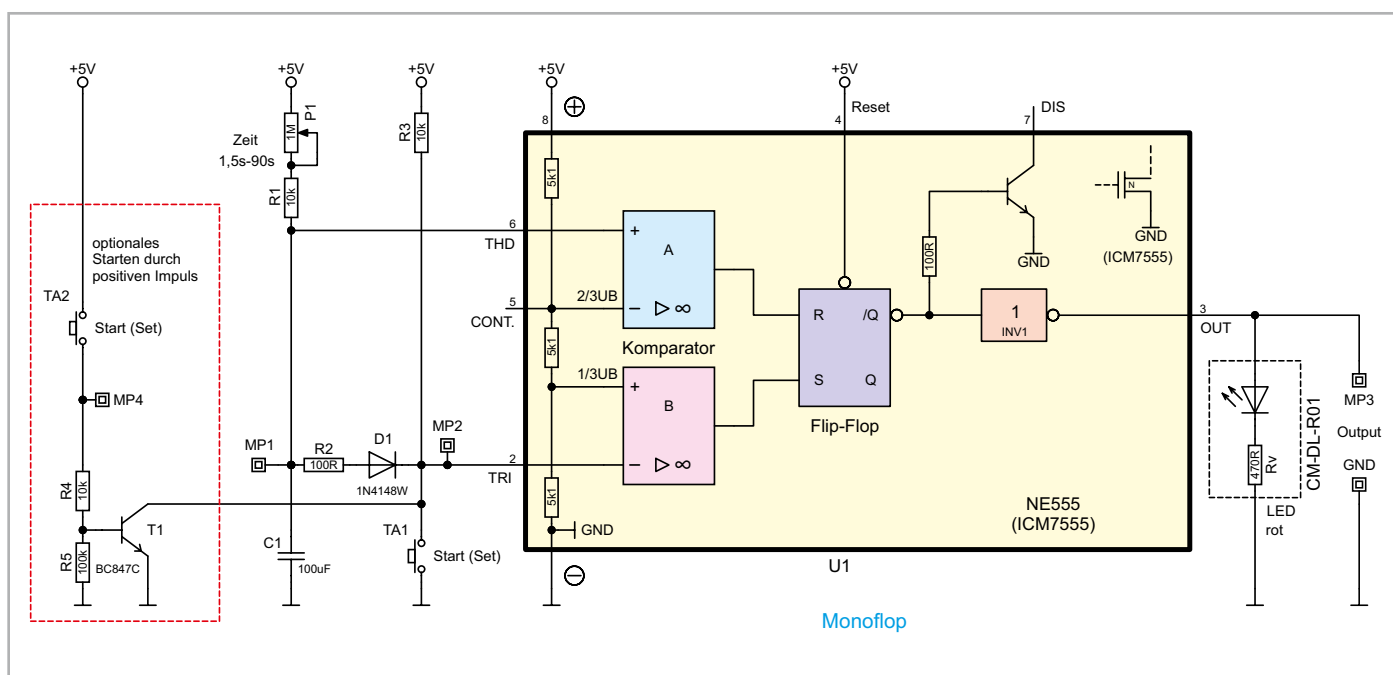 +5V
+5V
+5V
+5V
+5V
Zeit
1,5s-90s
1M
P1
R1
10k
R3
10k
8
4
Reset
7
DIS
optionales
Starten durch
positiven Impuls
TA2
Start (Set)
MP4
R4
10k
R5
100k
BC847C
T1
MP1
R2
100R
D1
1N4148W
MP2
C1
100uF
TA1
Start (Set)
6
THD
5
CONT.
2
TRI
5k1
5k1
5k1
2/3UB
1/3UB
+
A
−
▷ ∞
Komparator
+
B
−
▷ ∞
GND
R
/Q
S
Q
Flip-Flop
100R
GND
N
GND
(ICM7555)
1
INV1
3
OUT
NE555
(ICM7555)
U1
Monoflop
470R
Rv
CM-DL-R01
LED
rot
MP3
Output
GND